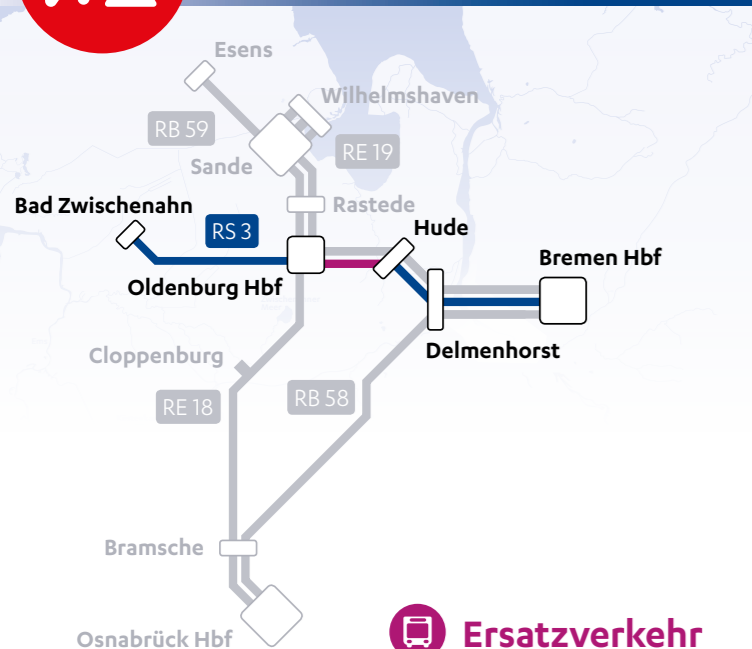 Esens
Wilhelmshaven
RB 59
RE 19
Sande
Bad Zwischenahn
Rastede
RS 3
Hude
Bremen Hbf
Oldenburg Hbf
Delmenhorst
Cloppenburg
RE 18
RB 58
Bramsche
Osnabrück Hbf
Ersatzverkehr